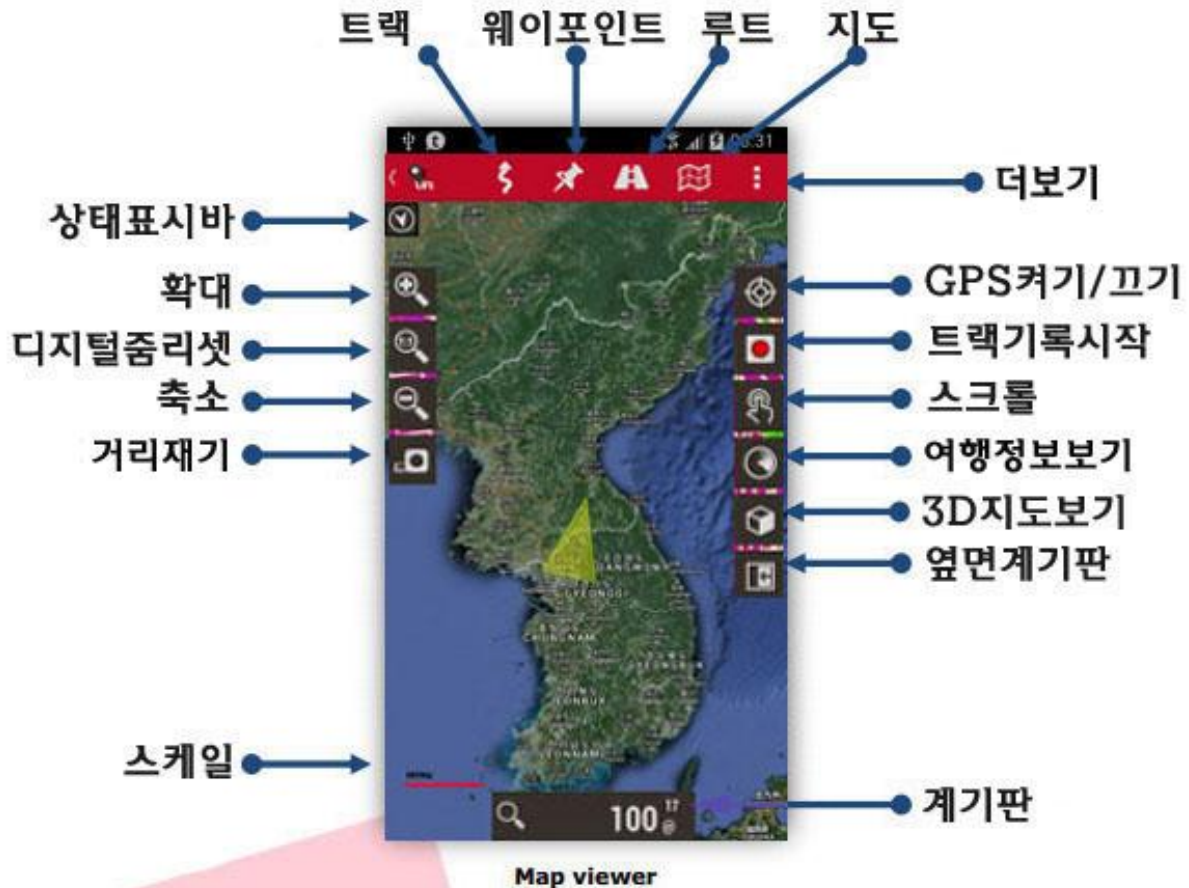 트랙 웨이포인트 루트 지도
더보기
상태표시바
확대
디지털줌리셋
축소
거리재기
GPS켜기/끄기
트랙기록시작
스크롤
여행정보보기
3D지도보기
옆면계기판
GYEONGGI
CHUNGNAM
스케일
100 17
@
계기판
Map viewer